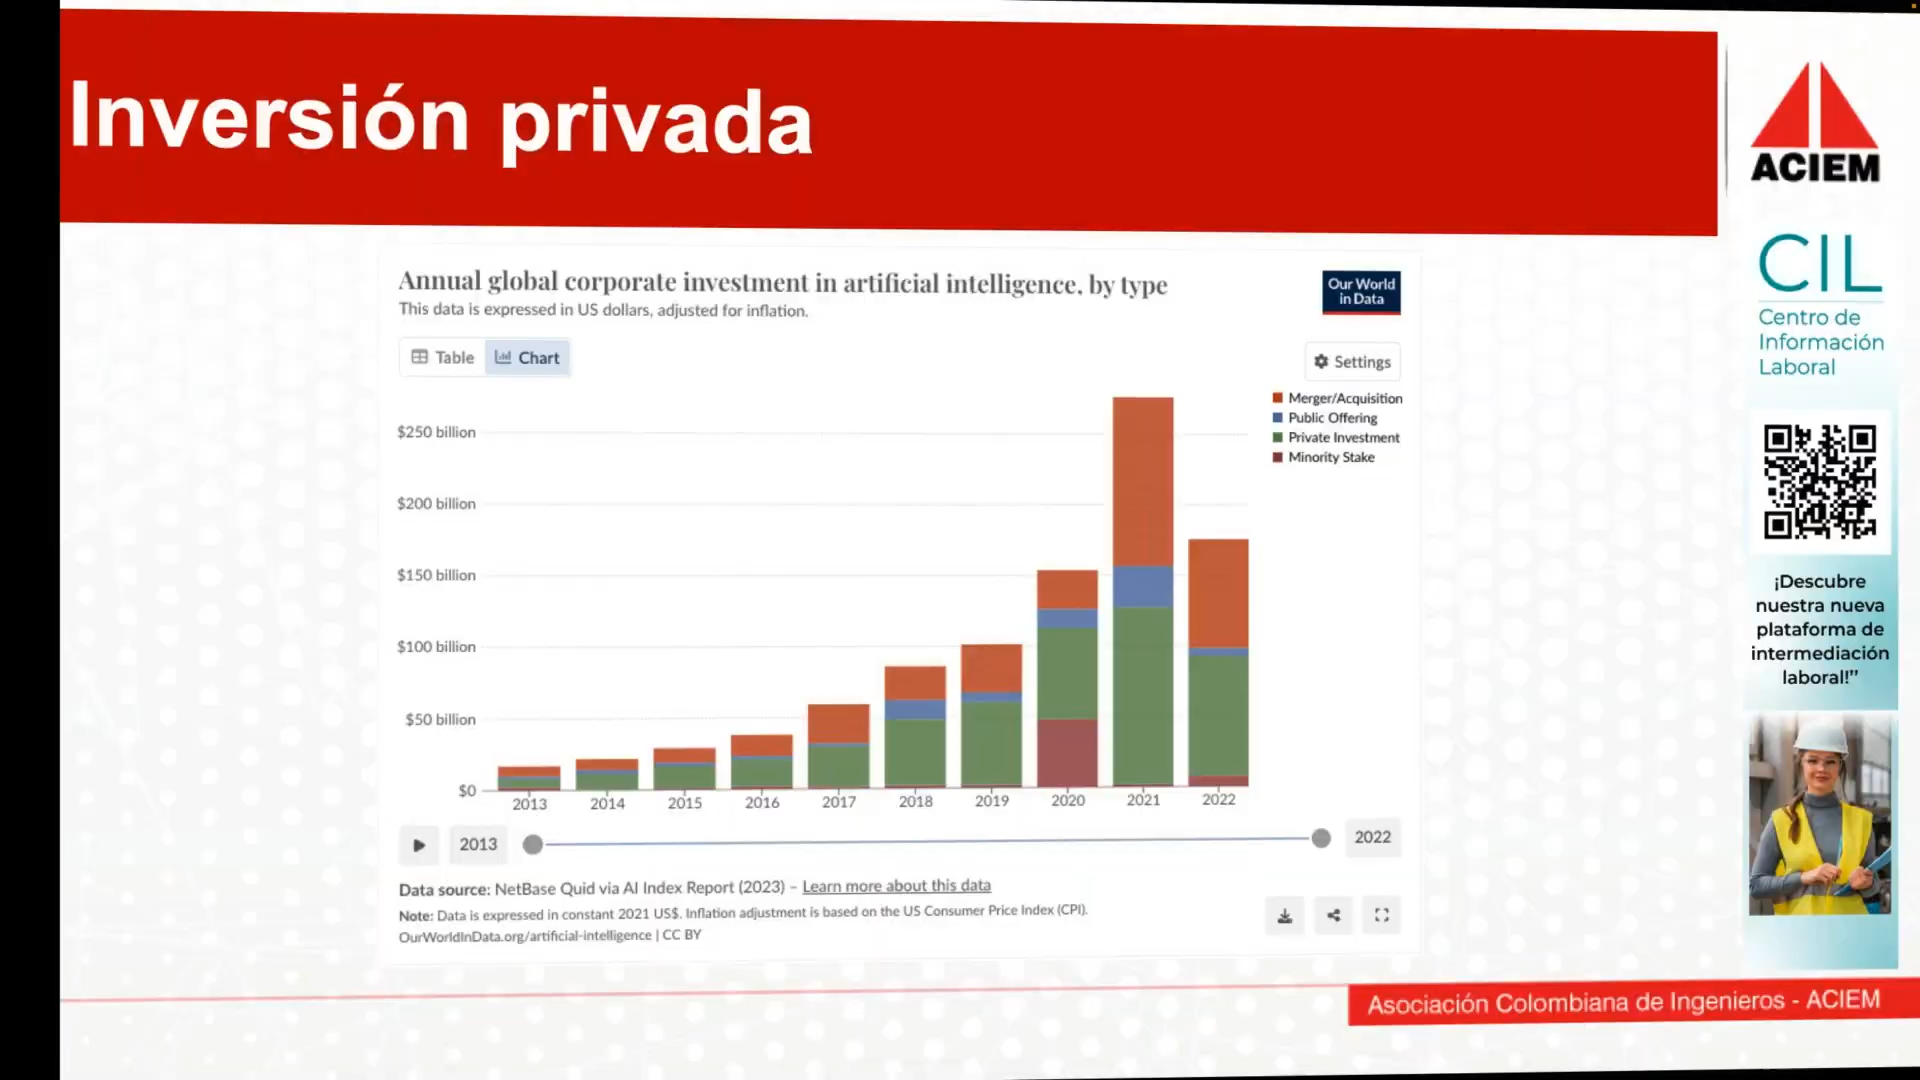 Inversión privada
ACIEM
CIL
Centro de
Información
Laboral
¡Descubre
nuestra nueva
plataforma de
intermediación
laboral!”
Annual global corporate investment in artificial intelligence, by type
This data is expressed in US dollars, adjusted for inflation.
Our World
in Data
Table
Chart
Settings
Merger/Acquisition
Public Offering
Private Investment
Minority Stake
$250 billion
$200 billion
$150 billion
$100 billion
$50 billion
$0
2013 2014 2015 2016 2017 2018 2019 2020 2021 2022
2013 2022
Data source: NetBase Quid via AI Index Report (2023) – Learn more about this data
Note: Data is expressed in constant 2021 US$. Inflation adjustment is based on the US Consumer Price Index (CPI).
OurWorldInData.org/artificial-intelligence | CC BY
Asociación Colombiana de Ingenieros - ACIEM